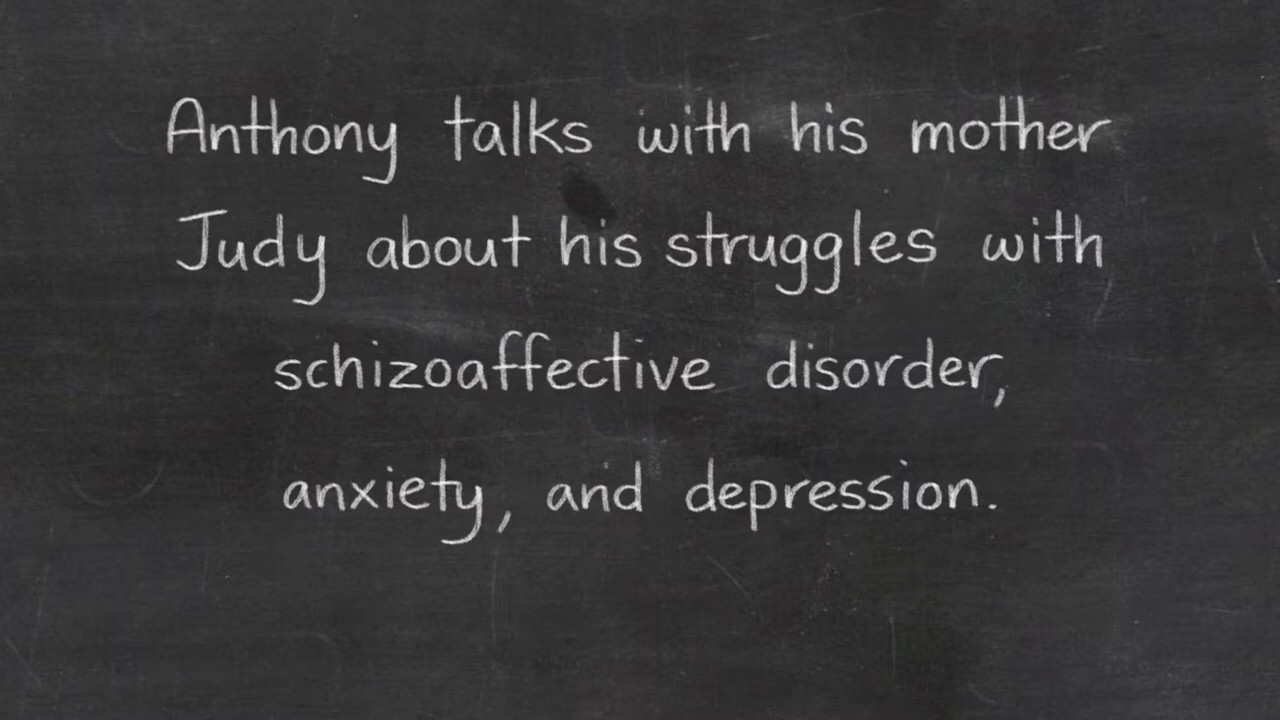 Anthony talks with his mother
Judy about his struggles with
schizoaffective disorder,
anxiety, and depression.